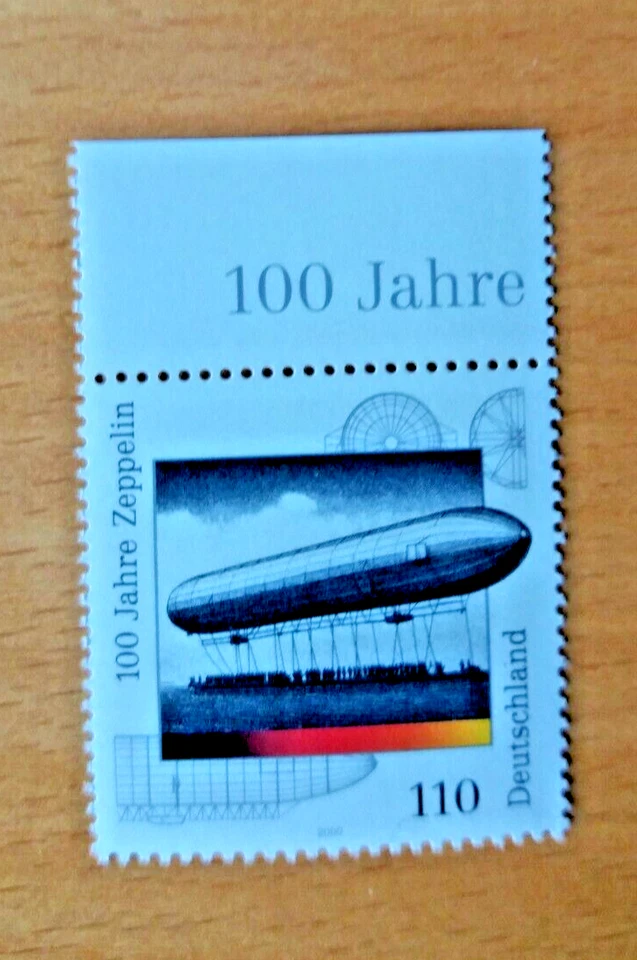 100 Jahre
100 Jahre Zeppelin
Deutschland
110
2000